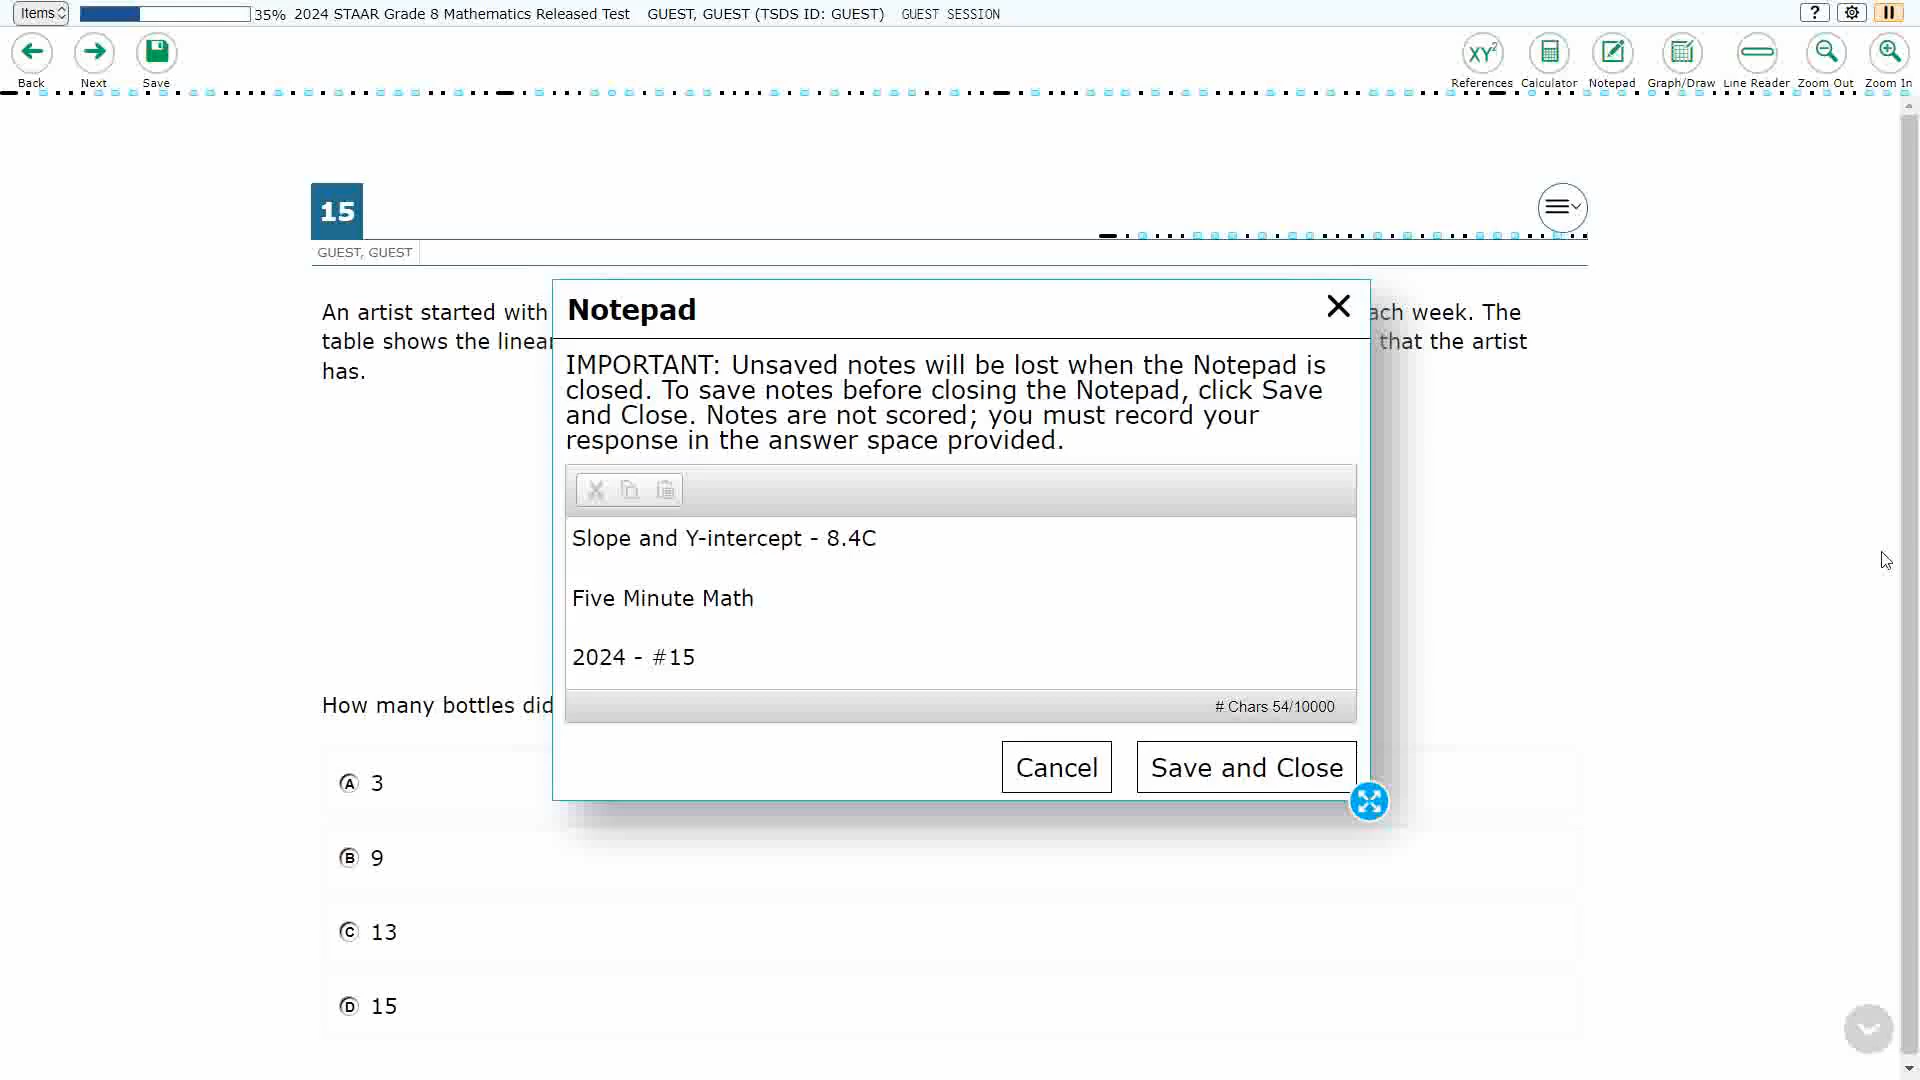 Items 35% 2024 STAAR Grade 8 Mathematics Released Test GUEST, GUEST (TSDS ID: GUEST) GUEST SESSION ?
Back Next Save XY² References Calculator Notepad Graph/Draw Line Reader Zoom Out Zoom In
15
GUEST, GUEST
An artist started with ach week. The
table shows the linear that the artist
has.
Notepad
IMPORTANT: Unsaved notes will be lost when the Notepad is
closed. To save notes before closing the Notepad, click Save
and Close. Notes are not scored; you must record your
response in the answer space provided.
Slope and Y-intercept - 8.4C
Five Minute Math
2024 - #15
# Chars 54/10000
Cancel Save and Close
How many bottles did
A 3
B 9
C 13
D 15